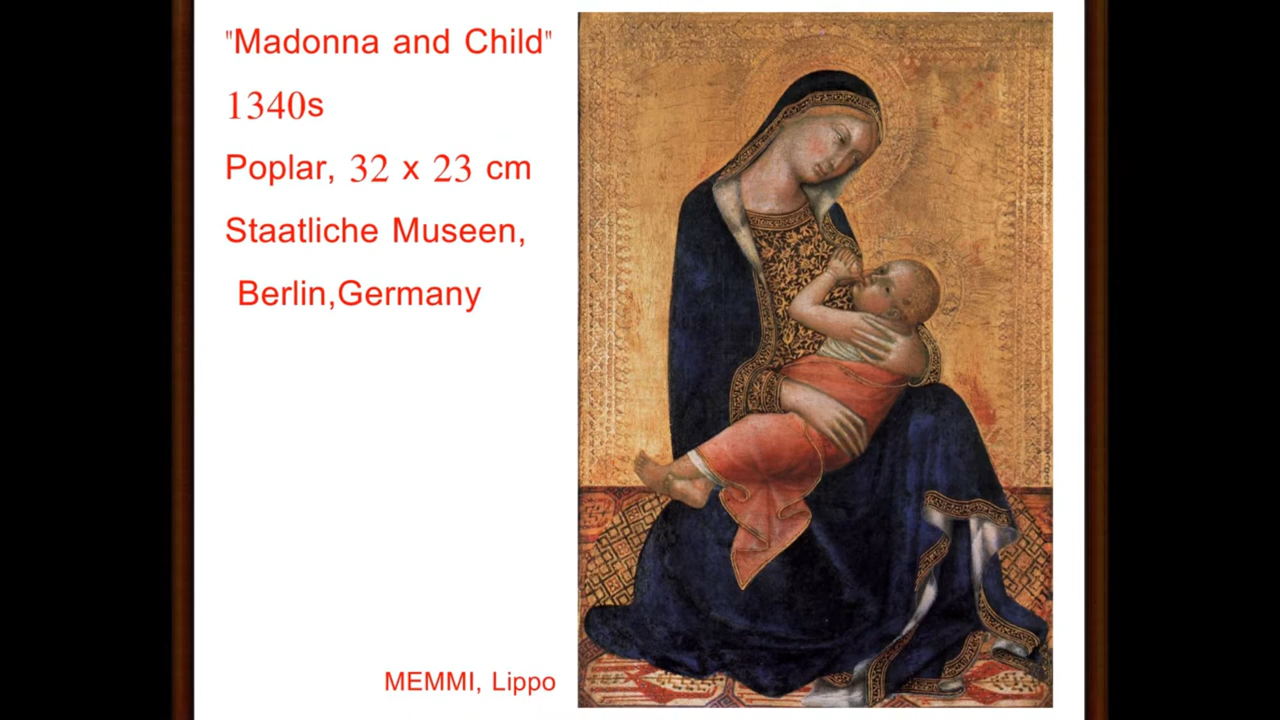 "Madonna and Child"
1340s
Poplar, 32 x 23 cm
Staatliche Museen,
Berlin,Germany
MEMMI, Lippo